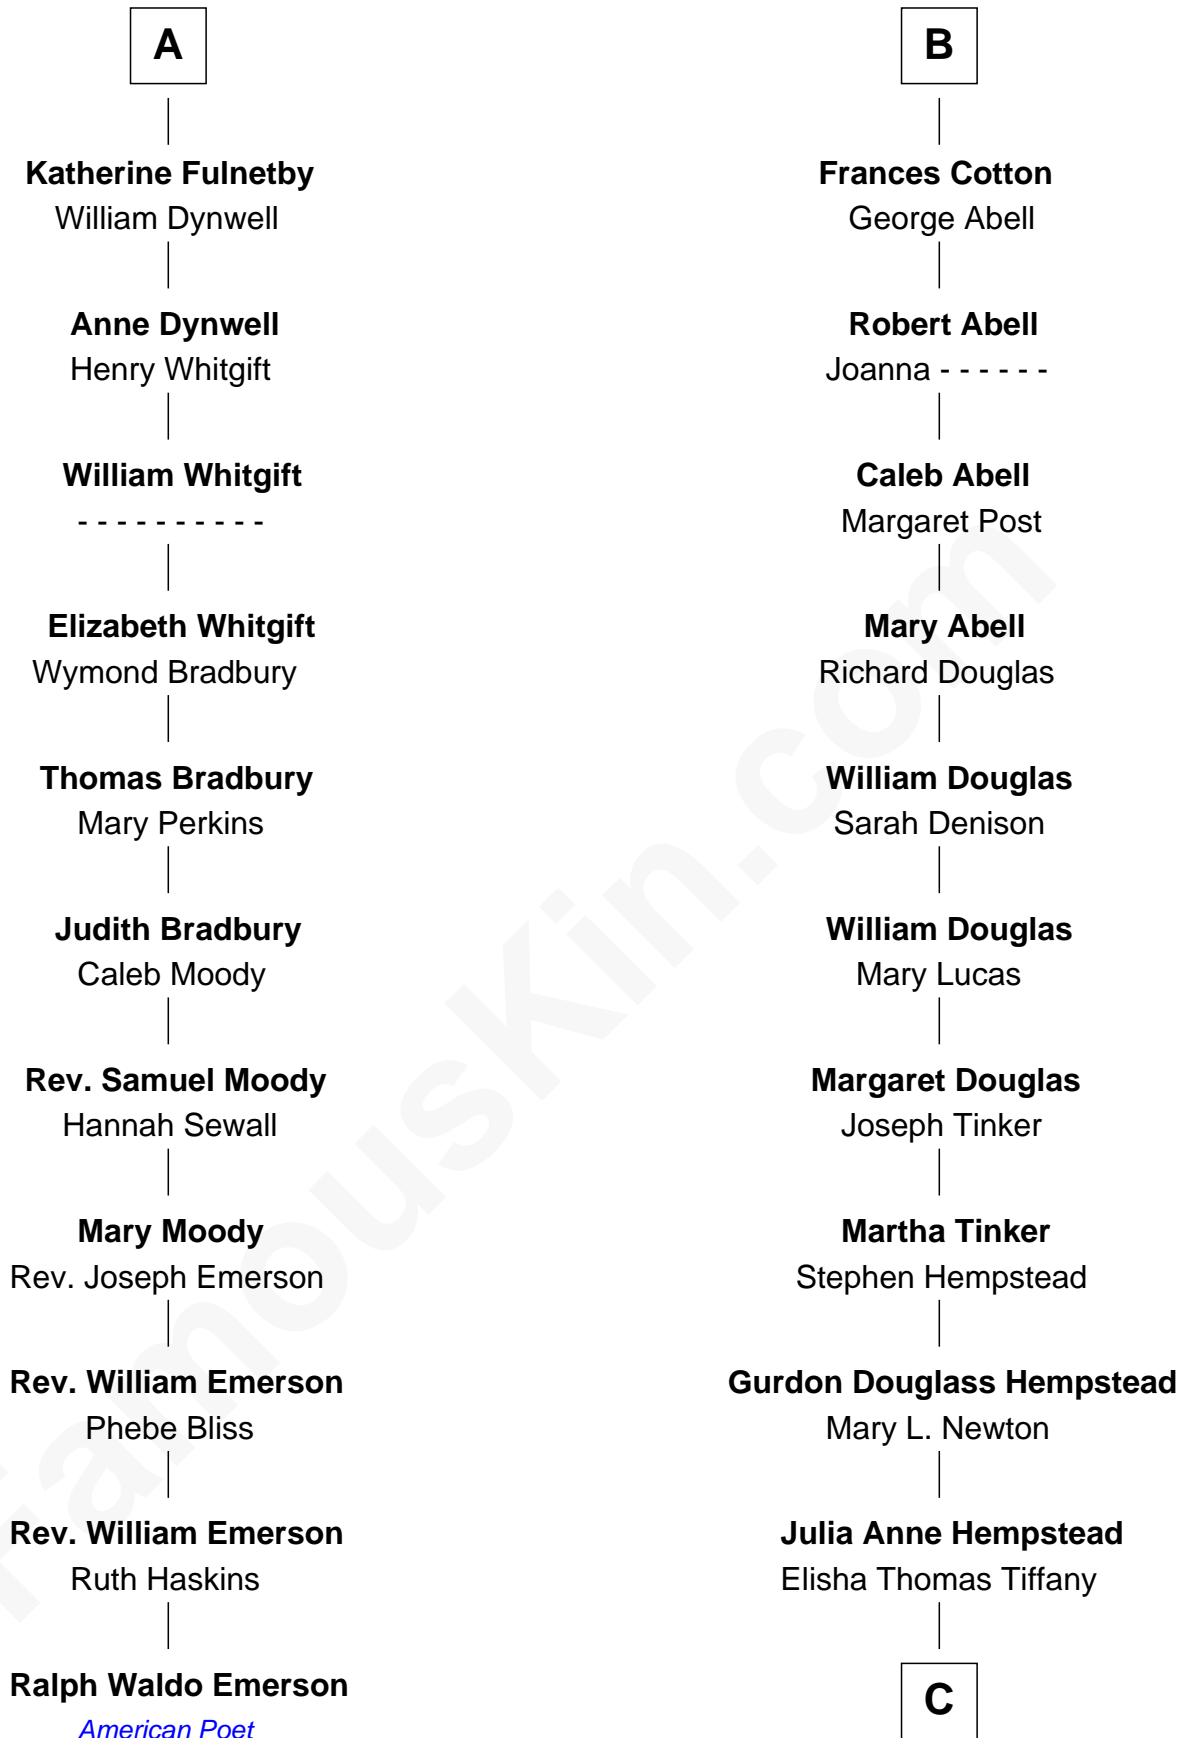 A
Katherine Fulnetby
William Dynwell
Anne Dynwell
Henry Whitgift
William Whitgift
- - - - - - - - - -
Elizabeth Whitgift
Wymond Bradbury
Thomas Bradbury
Mary Perkins
Judith Bradbury
Caleb Moody
Rev. Samuel Moody
Hannah Sewall
Mary Moody
Rev. Joseph Emerson
Rev. William Emerson
Phebe Bliss
Rev. William Emerson
Ruth Haskins
Ralph Waldo Emerson
American Poet
B
Frances Cotton
George Abell
Robert Abell
Joanna - - - - - -
Caleb Abell
Margaret Post
Mary Abell
Richard Douglas
William Douglas
Sarah Denison
William Douglas
Mary Lucas
Margaret Douglas
Joseph Tinker
Martha Tinker
Stephen Hempstead
Gurdon Douglass Hempstead
Mary L. Newton
Julia Anne Hempstead
Elisha Thomas Tiffany
C
FamousKin.com